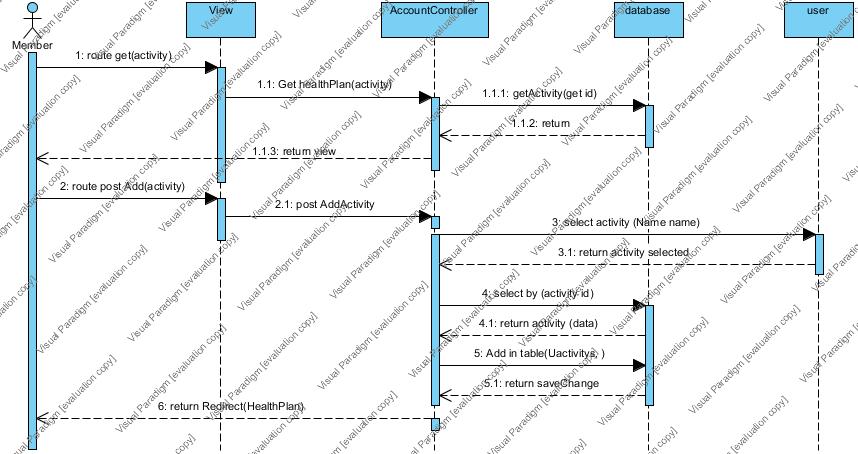 View
AccountController
database
user
Member
1: route get(activity)
1.1: Get healthPlan(activity)
1.1.1: getActivity(get id)
1.1.2: return
1.1.3: return view
2: route post Add(activity)
2.1: post AddActivity
3: select activity (Name name)
3.1: return activity selected
4: select by (activity id)
4.1: return activity (data)
5: Add in table(Uactivitys, )
5.1: return saveChange
6: return Redirect(HealthPlan)
Visual Paradigm [evaluation copy]